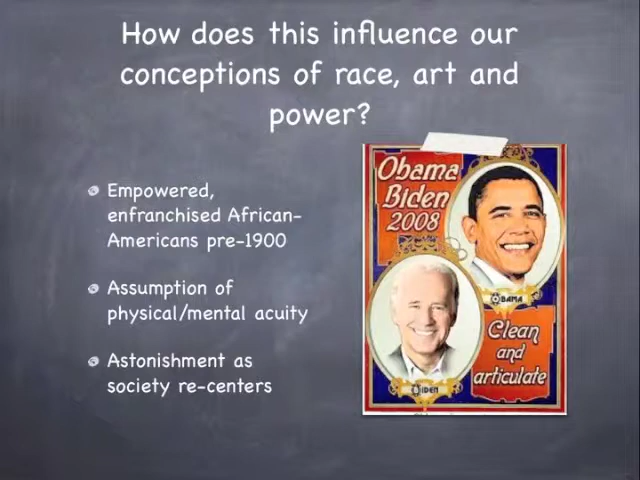 How does this influence our
conceptions of race, art and
power?
Empowered,
enfranchised African-
Americans pre-1900
Assumption of
physical/mental acuity
Astonishment as
society re-centers
Obama
Biden
2008
OBAMA
BIDEN
Clean
and
articulate